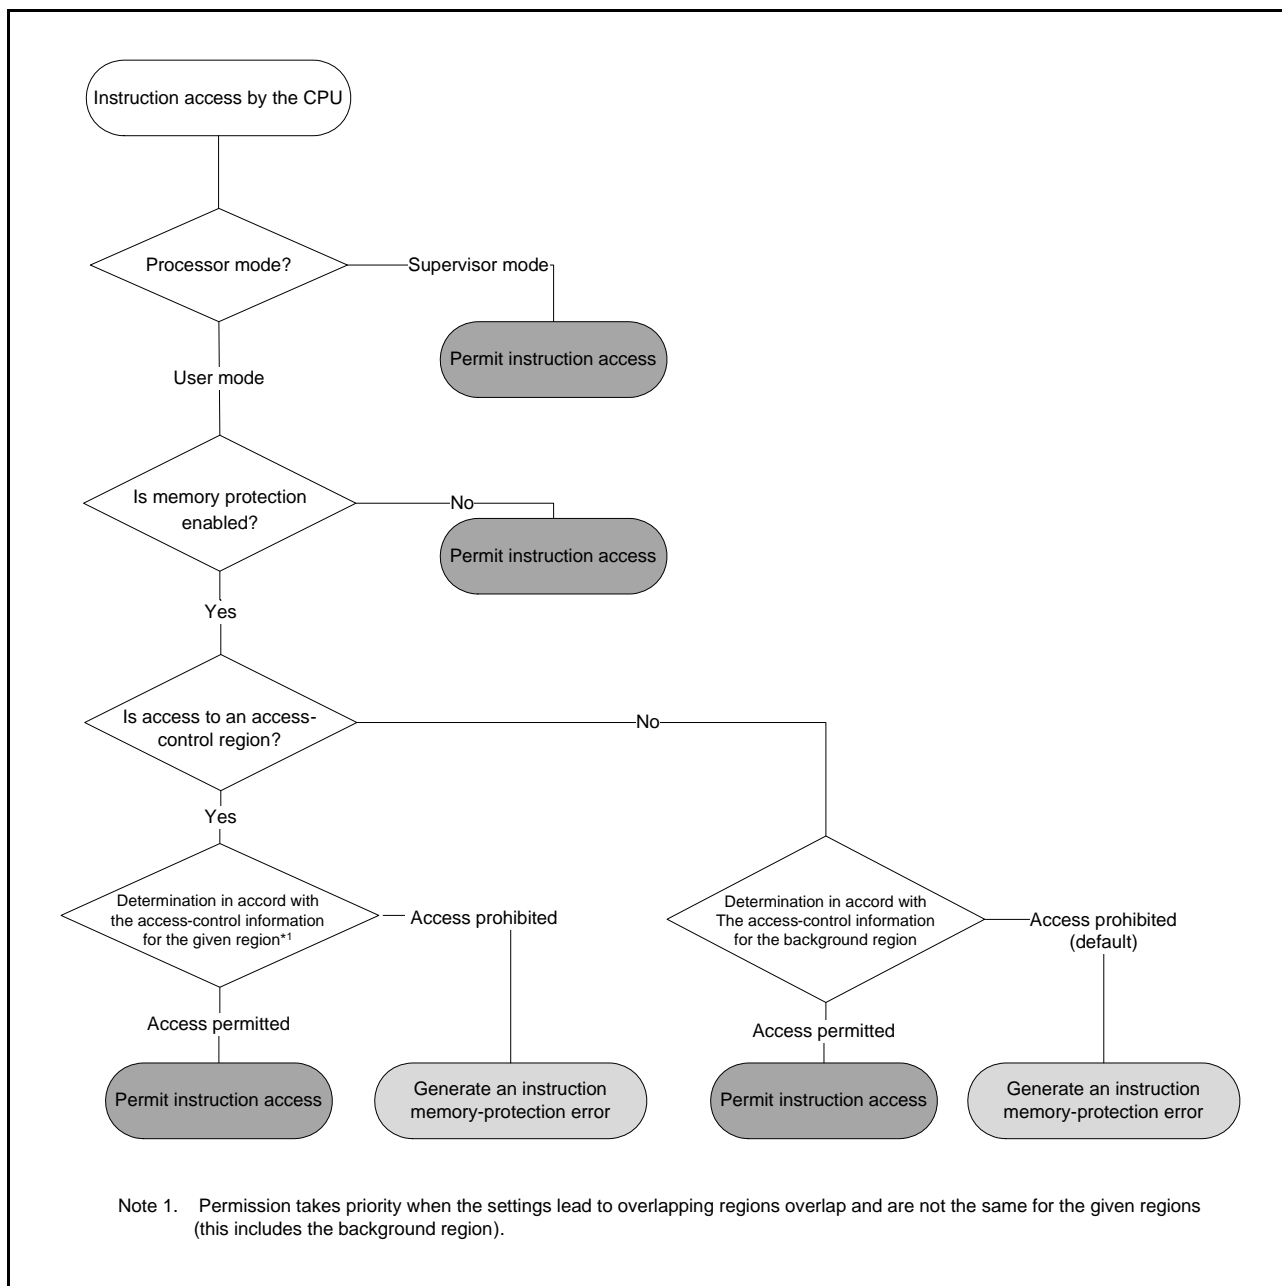 Instruction access by the CPU
Processor mode?
Supervisor mode
Permit instruction access
User mode
Is memory protection
enabled?
No
Permit instruction access
Yes
Is access to an access-
control region?
No
Yes
Determination in accord with
the access-control information
for the given region*1
Access prohibited
Determination in accord with
The access-control information
for the background region
Access prohibited
(default)
Access permitted
Access permitted
Permit instruction access
Generate an instruction
memory-protection error
Permit instruction access
Generate an instruction
memory-protection error
Note 1. Permission takes priority when the settings lead to overlapping regions overlap and are not the same for the given regions
(this includes the background region).